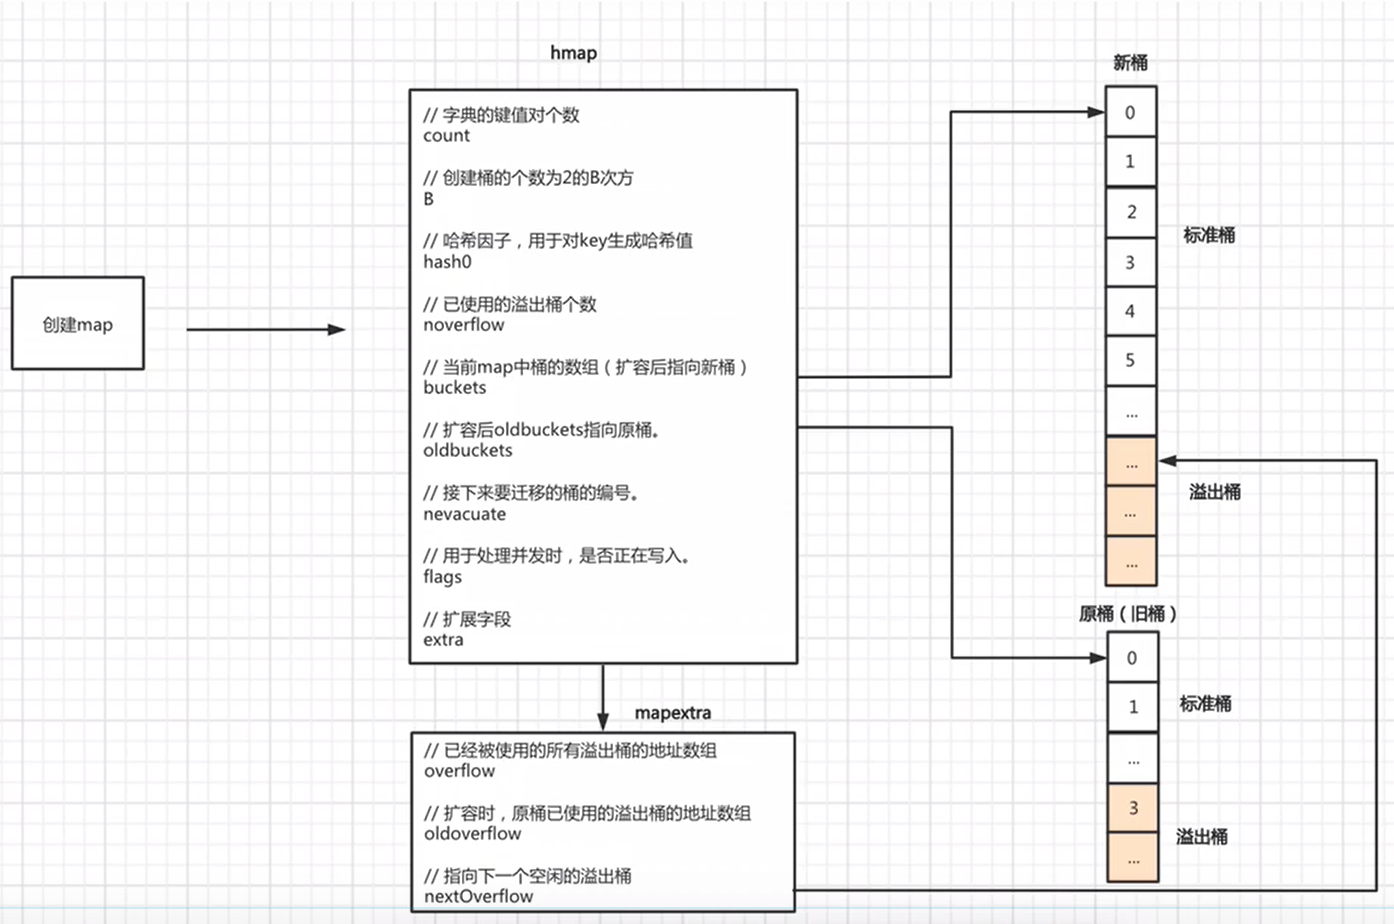 创建map
hmap
// 字典的键值对个数
count
// 创建桶的个数为2的B次方
B
// 哈希因子，用于对key生成哈希值
hash0
// 已使用的溢出桶个数
noverflow
// 当前map中桶的数组（扩容后指向新桶）
buckets
// 扩容后oldbuckets指向原桶。
oldbuckets
// 接下来要迁移的桶的编号。
nevacuate
// 用于处理并发时，是否正在写入。
flags
// 扩展字段
extra
mapextra
// 已经被使用的所有溢出桶的地址数组
overflow
// 扩容时，原桶已使用的溢出桶的地址数组
oldoverflow
// 指向下一个空闲的溢出桶
nextOverflow
新桶
0
1
2
标准桶
3
4
5
...
...
溢出桶
...
...
原桶（旧桶）
0
1
标准桶
...
3
溢出桶
...